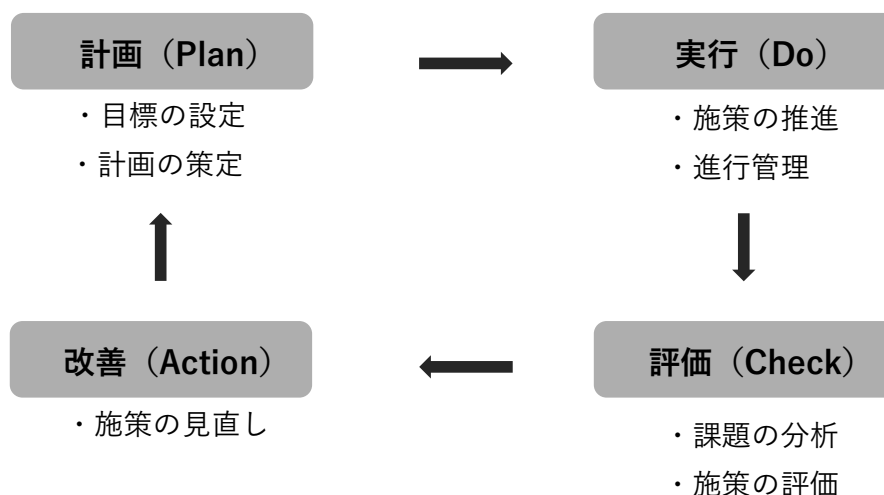 計画（Plan）
・目標の設定
・計画の策定
実行（Do）
・施策の推進
・進行管理
改善（Action）
・施策の見直し
評価（Check）
・課題の分析
・施策の評価